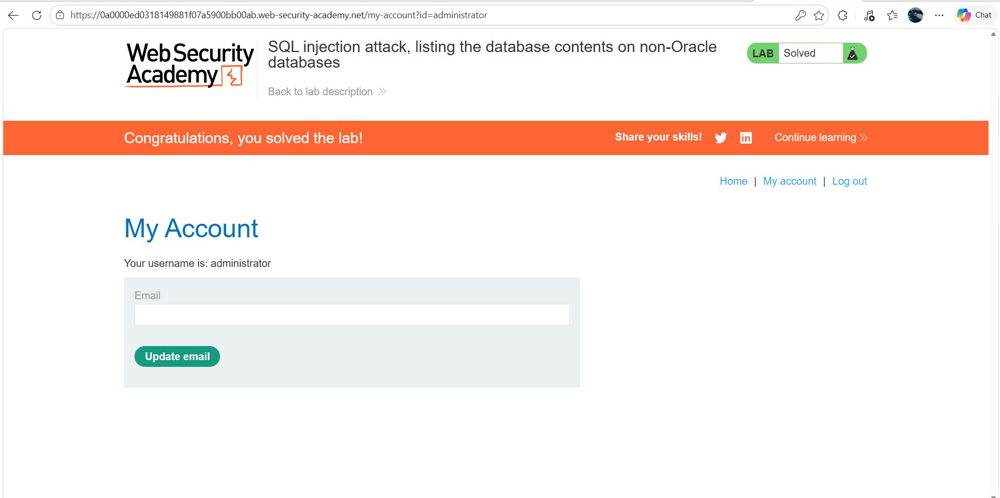 https://0a0000ed0318149881f07a5900bb00ab.web-security-academy.net/my-account?id=administrator
Chat
Web Security
Academy
SQL injection attack, listing the database contents on non-Oracle
databases
Back to lab description
LAB Solved
Congratulations, you solved the lab!
Share your skills!
in
Continue learning
Home | My account | Log out
My Account
Your username is: administrator
Email
Update email